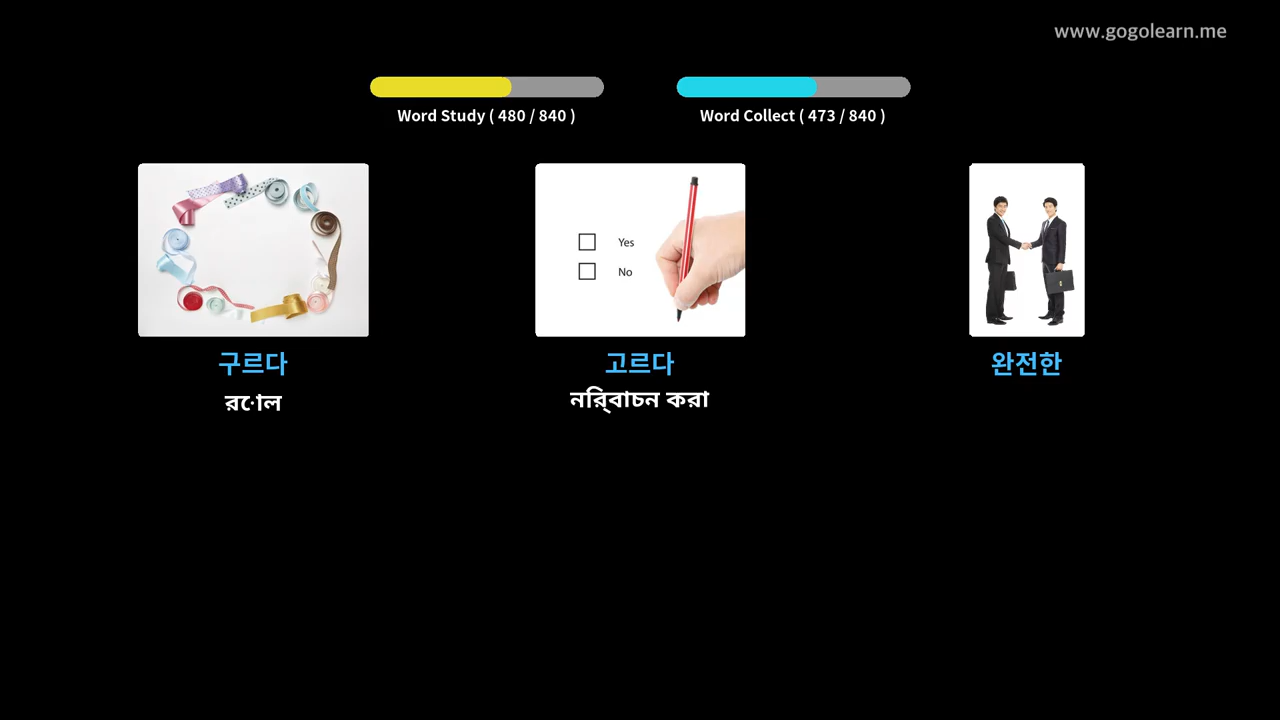 www.gogolearn.me
Word Study ( 480 / 840 )
Word Collect ( 473 / 840 )
Yes
No
구르다
고르다
완전한
রোল
নির্বাচন করা